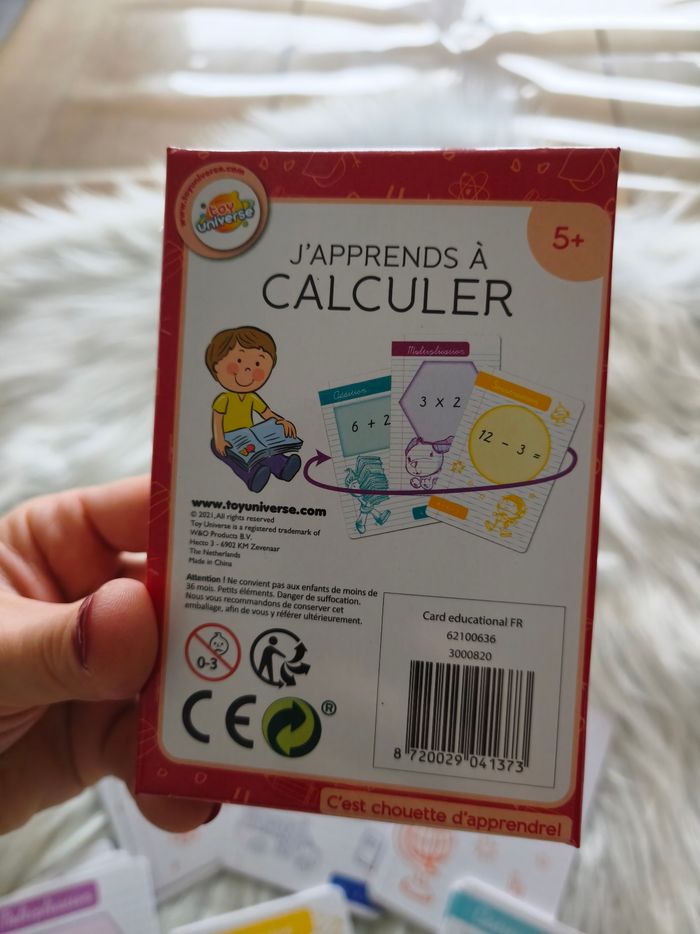 www.toyuniverse.com
toy
universe
5+
J'APPRENDS À
CALCULER
Addition
6 + 2
Multiplication
3 x 2
Soustraction
12 - 3 =
www.toyuniverse.com
© 2021, All rights reserved
Toy Universe is a registered trademark of
W&O Products B.V.
Hecto 3 - 6902 KM Zevenaar
The Netherlands
Made in China
Attention ! Ne convient pas aux enfants de moins de
36 mois. Petits éléments. Danger de suffocation.
Nous vous recommandons de conserver cet
emballage, afin de vous y référer ultérieurement.
0-3
CE
®
Card educational FR
62100636
3000820
8 720029 041373
C'est chouette d'apprendre!
Multiplication